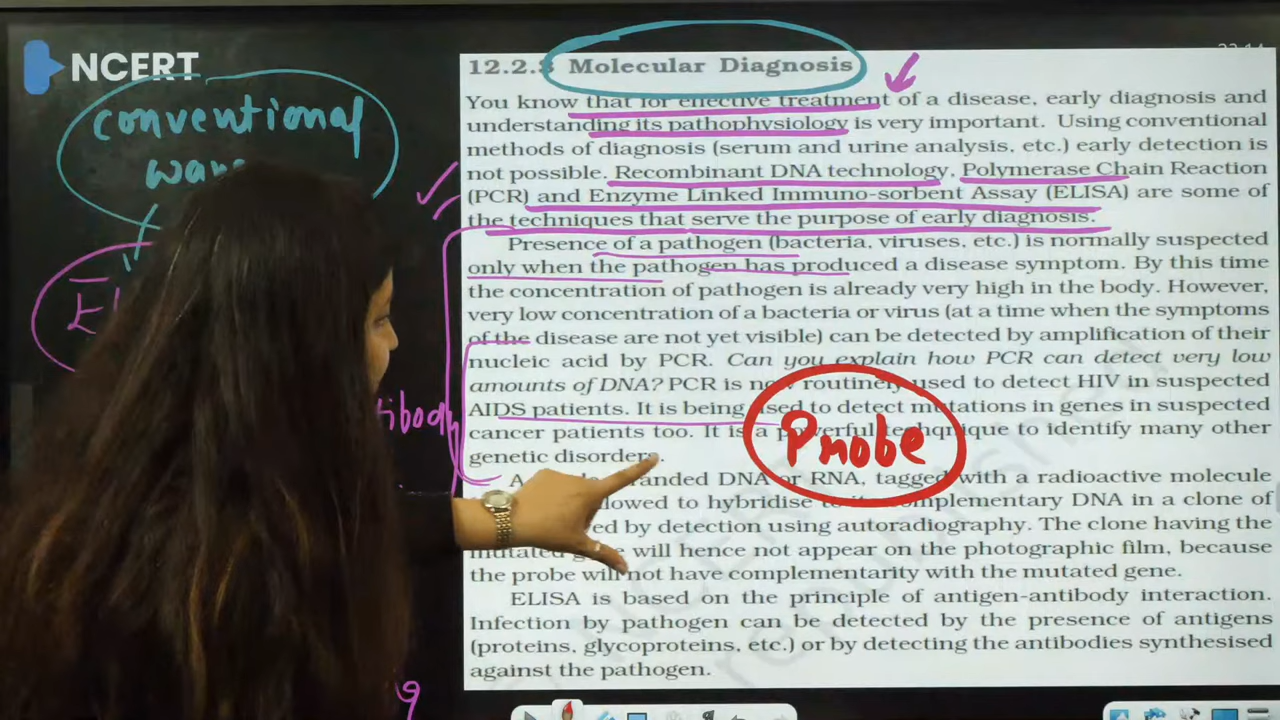 NCERT
conventional
12.2.3 Molecular Diagnosis
You know that for effective treatment of a disease, early diagnosis and
understanding its pathophysiology is very important. Using conventional
methods of diagnosis (serum and urine analysis, etc.) early detection is
not possible. Recombinant DNA technology, Polymerase Chain Reaction
(PCR) and Enzyme Linked Immuno-sorbent Assay (ELISA) are some of
the techniques that serve the purpose of early diagnosis.
Presence of a pathogen (bacteria, viruses, etc.) is normally suspected
only when the pathogen has produced a disease symptom. By this time
the concentration of pathogen is already very high in the body. However,
very low concentration of a bacteria or virus (at a time when the symptoms
of the disease are not yet visible) can be detected by amplification of their
nucleic acid by PCR. Can you explain how PCR can detect very low
amounts of DNA? PCR is now routinely used to detect HIV in suspected
AIDS patients. It is being used to detect mutations in genes in suspected
cancer patients too. It is a powerful techqnique to identify many other
genetic disorders.
Probe
A DNA or RNA, tagged with a radioactive molecule
to hybridise to its complementary DNA in a clone of
by detection using autoradiography. The clone having the
mutated gene will hence not appear on the photographic film, because
the probe will not have complementarity with the mutated gene.
ELISA is based on the principle of antigen-antibody interaction.
Infection by pathogen can be detected by the presence of antigens
(proteins, glycoproteins, etc.) or by detecting the antibodies synthesised
against the pathogen.